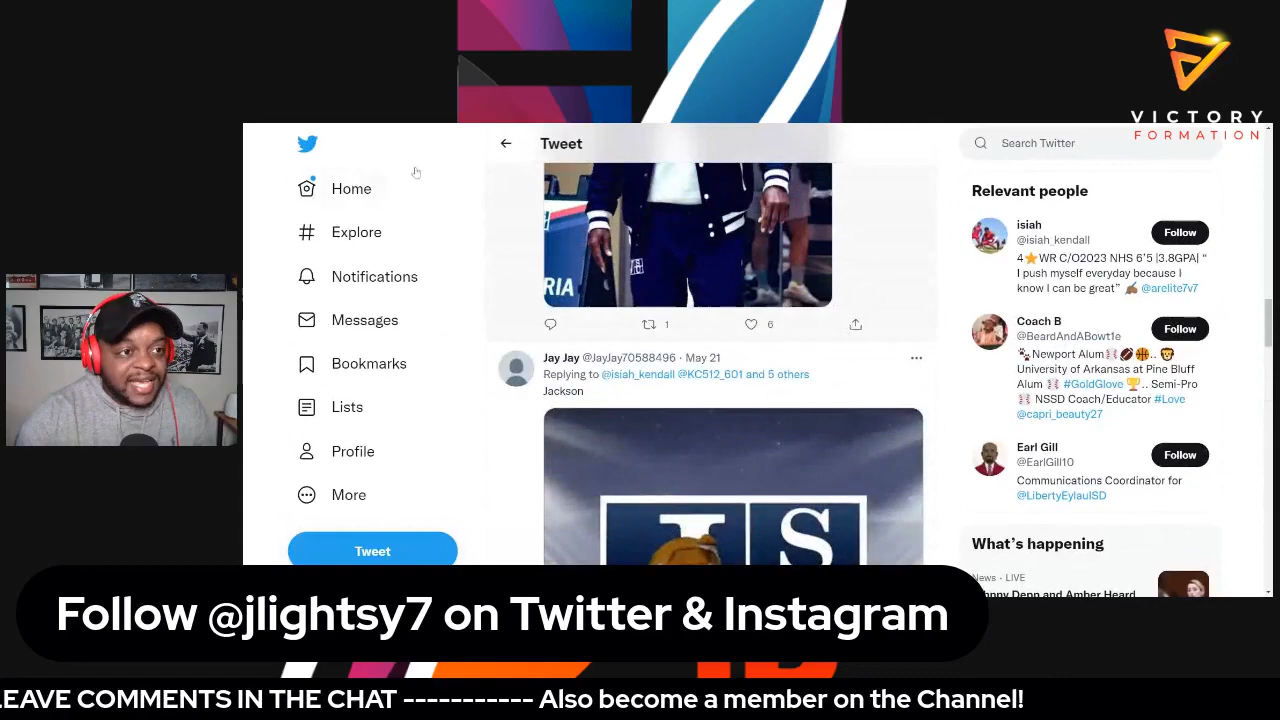 VICTORY
FORMATION
Home
Explore
Notifications
Messages
Bookmarks
Lists
Profile
More
Tweet
Tweet
1
6
Jay Jay @JayJay70588496 · May 21
Replying to @isiah_kendall @KC512_601 and 5 others
Jackson
J S
Search Twitter
Relevant people
isiah
@isiah_kendall
Follow
4⭐WR C/O2023 NHS 6'5 |3.8GPA| “
I push myself everyday because I
know I can be great” ✍🏾 @arelite7v7
Coach B
@BeardAndABowt1e
Follow
🐾Newport Alum⚾🏈🏀.. 🦁
University of Arkansas at Pine Bluff
Alum ⚾ #GoldGlove 🏆.. Semi-Pro
⚾ NSSD Coach/Educator #Love
@capri_beauty27
Earl Gill
@EarlGill10
Follow
Communications Coordinator for
@LibertyEylauISD
What's happening
News · LIVE
Depp and Amber Heard
Follow @jlightsy7 on Twitter & Instagram
LEAVE COMMENTS IN THE CHAT ----------- Also become a member on the Channel!